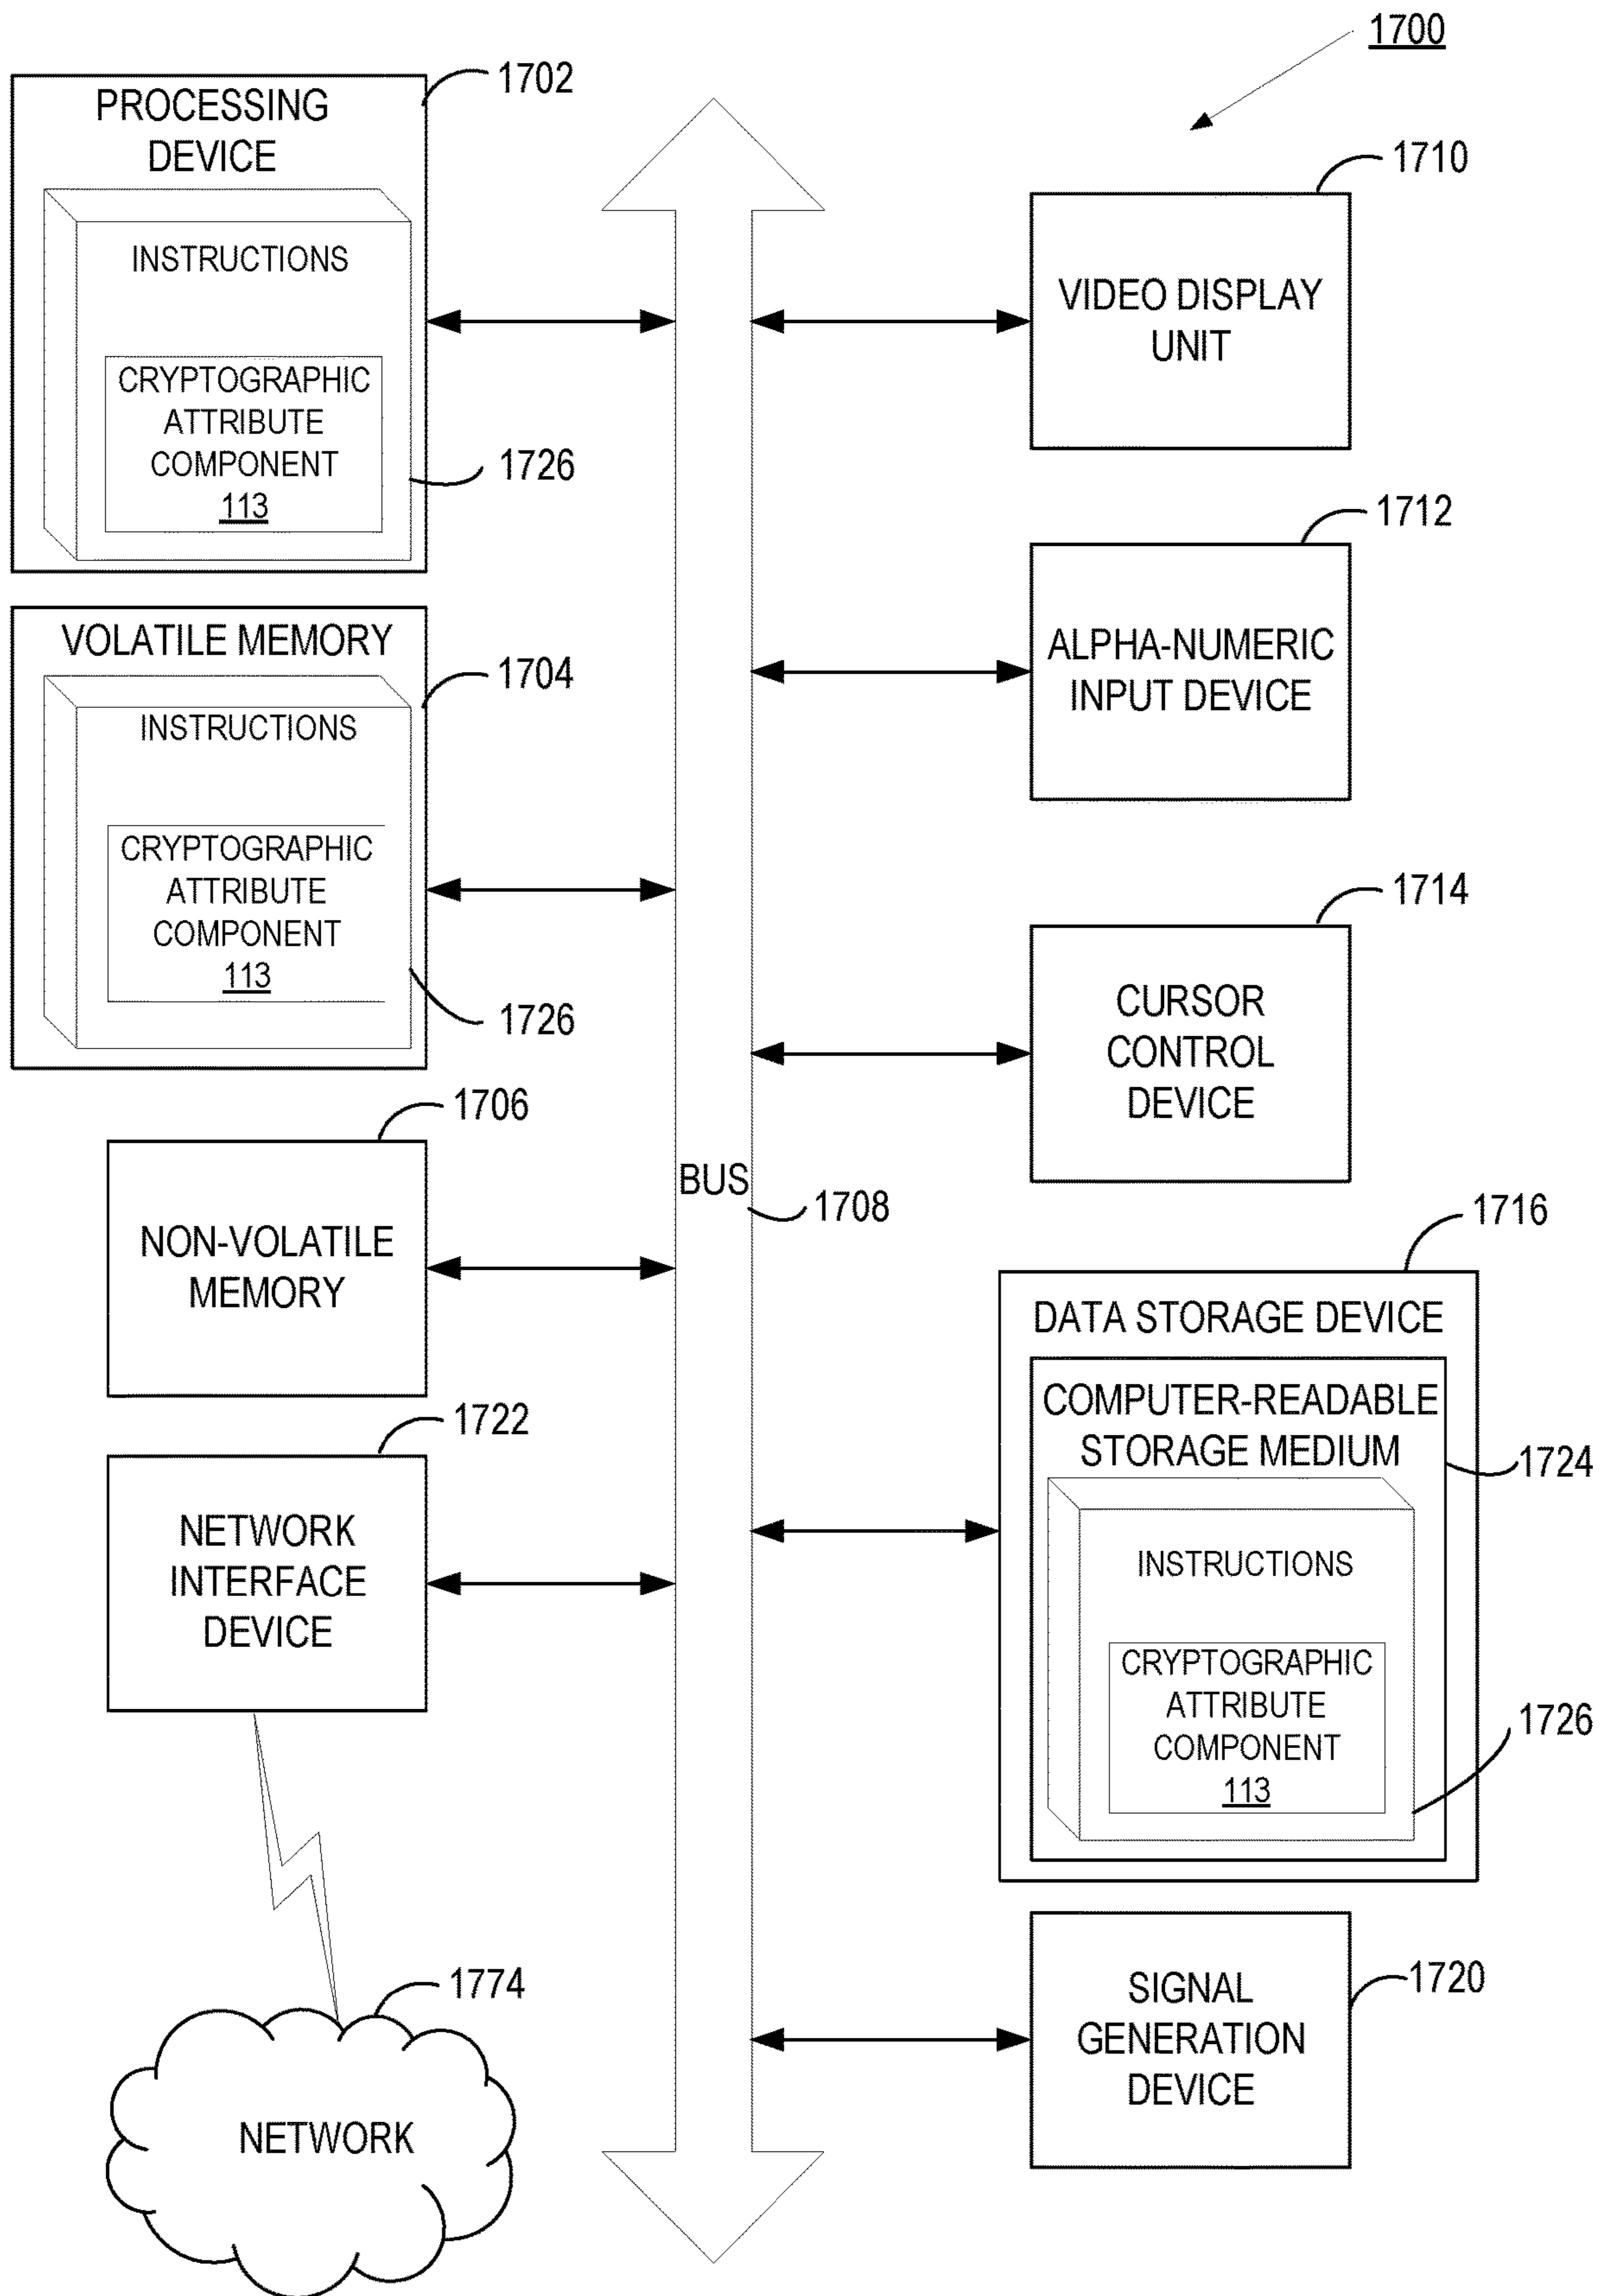 1700
1702
PROCESSING
DEVICE
INSTRUCTIONS
CRYPTOGRAPHIC
ATTRIBUTE
COMPONENT
113
1726
VOLATILE MEMORY
1704
INSTRUCTIONS
CRYPTOGRAPHIC
ATTRIBUTE
COMPONENT
113
1726
1706
NON-VOLATILE
MEMORY
1722
NETWORK
INTERFACE
DEVICE
1774
NETWORK
BUS
1708
1710
VIDEO DISPLAY
UNIT
1712
ALPHA-NUMERIC
INPUT DEVICE
1714
CURSOR
CONTROL
DEVICE
1716
DATA STORAGE DEVICE
COMPUTER-READABLE
STORAGE MEDIUM
1724
INSTRUCTIONS
CRYPTOGRAPHIC
ATTRIBUTE
COMPONENT
113
1726
SIGNAL
GENERATION
DEVICE
1720